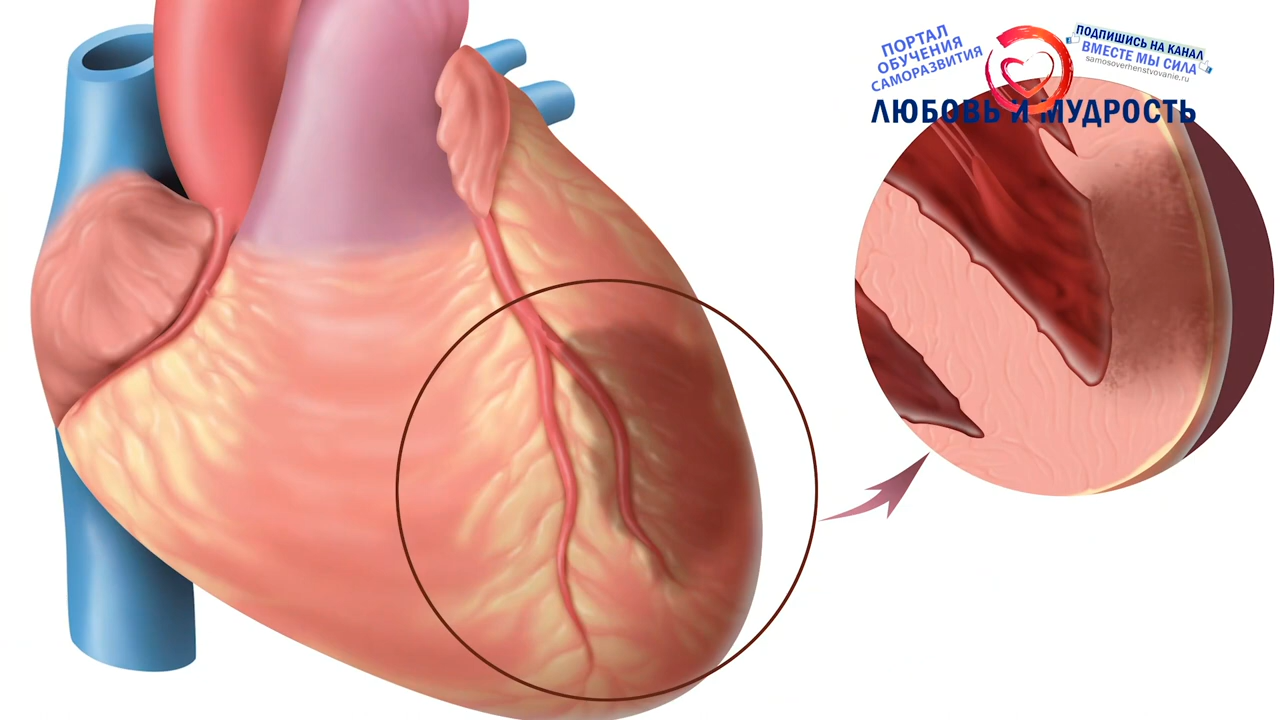 ПОРТАЛ
ОБУЧЕНИЯ
САМОРАЗВИТИЯ
ПОДПИШИСЬ НА КАНАЛ
ВМЕСТЕ МЫ СИЛА
samosoverhenstvovanie.ru
ЛЮБОВЬ И МУДРОСТЬ